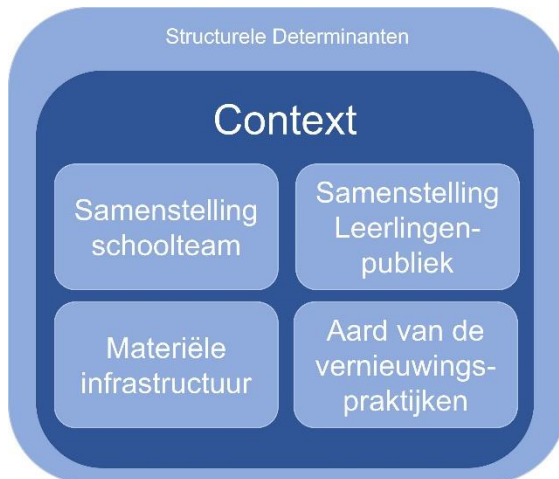 Structurele Determinanten
Context
Samenstelling
schoolteam
Samenstelling
Leerlingen-
publiek
Materiële
infrastructuur
Aard van de
vernieuwings-
praktijken